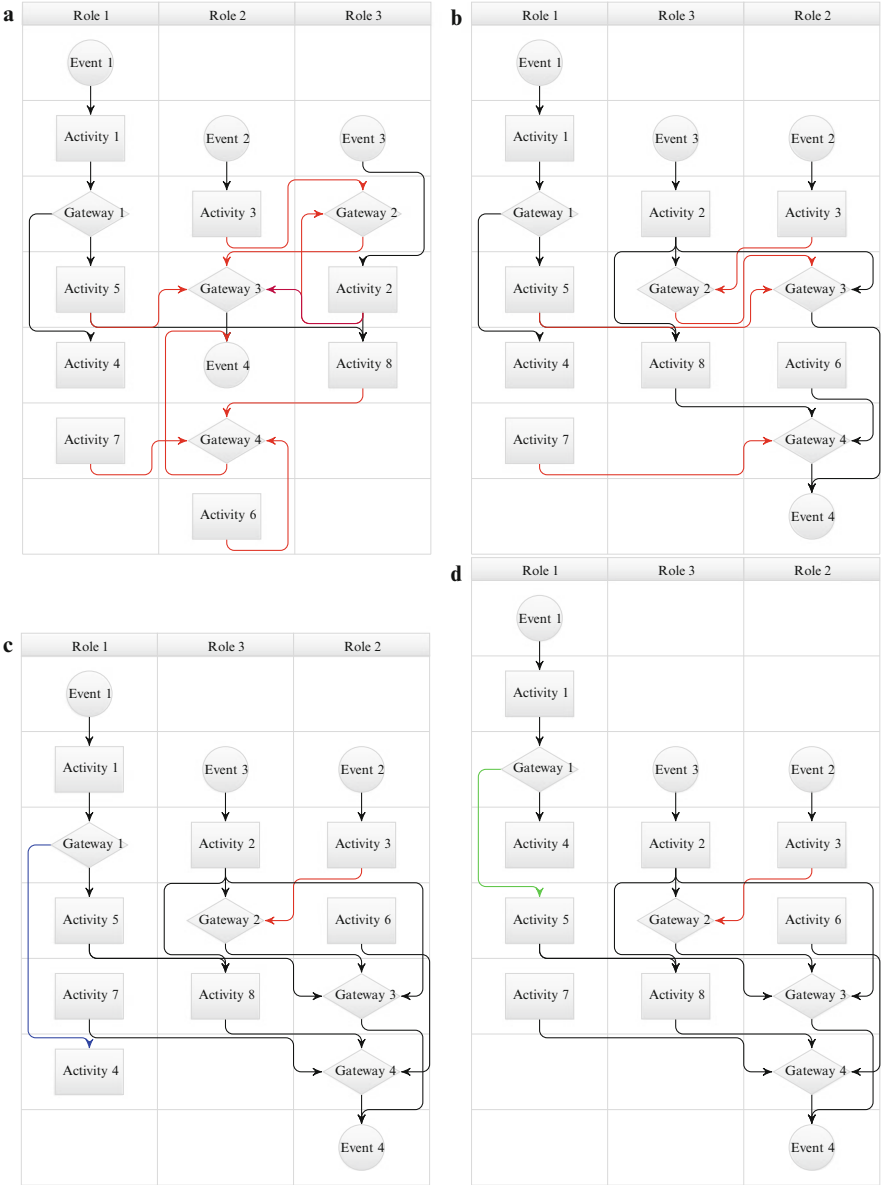 a
Role 1 Role 2 Role 3
Event 1
Activity 1 Event 2 Event 3
Gateway 1 Activity 3 Gateway 2
Activity 5 Gateway 3 Activity 2
Activity 4 Event 4 Activity 8
Activity 7 Gateway 4
Activity 6
b
Role 1 Role 3 Role 2
Event 1
Activity 1 Event 3 Event 2
Gateway 1 Activity 2 Activity 3
Activity 5 Gateway 2 Gateway 3
Activity 4 Activity 8 Activity 6
Activity 7 Gateway 4
Event 4
c
Role 1 Role 3 Role 2
Event 1
Activity 1 Event 3 Event 2
Gateway 1 Activity 2 Activity 3
Activity 5 Gateway 2 Activity 6
Activity 7 Activity 8 Gateway 3
Activity 4 Gateway 4
Event 4
d
Role 1 Role 3 Role 2
Event 1
Activity 1
Gateway 1 Event 3 Event 2
Activity 4 Activity 2 Activity 3
Activity 5 Gateway 2 Activity 6
Activity 7 Activity 8 Gateway 3
Gateway 4
Event 4